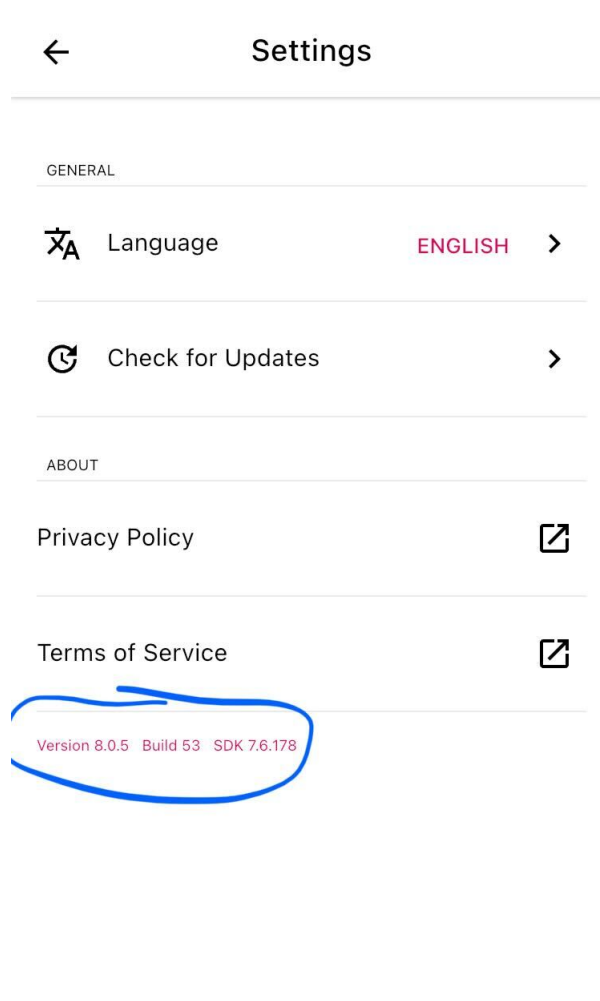 Settings
GENERAL
Language ENGLISH
Check for Updates
ABOUT
Privacy Policy
Terms of Service
Version 8.0.5 Build 53 SDK 7.6.178